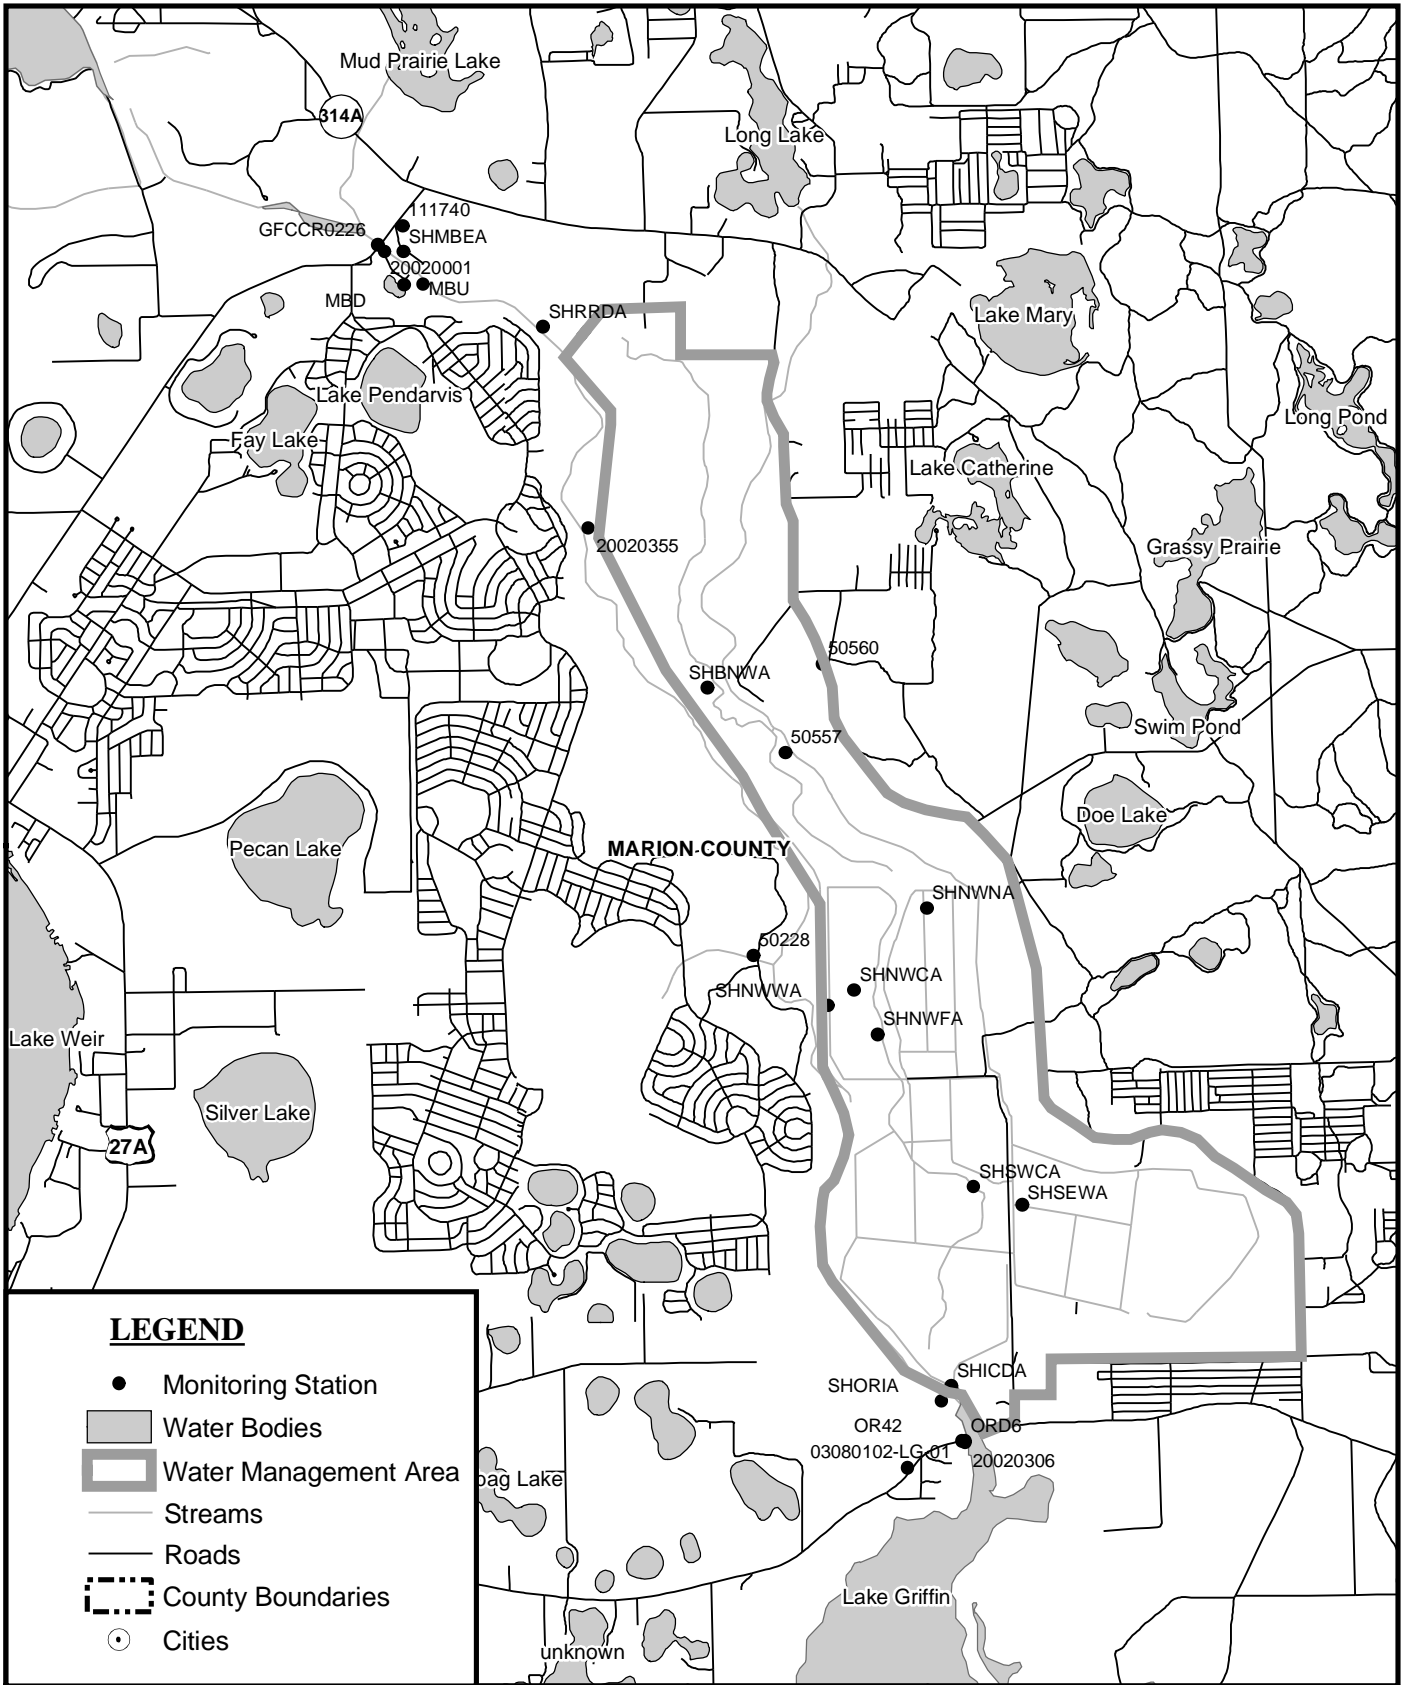 Mud Prairie Lake
314A
Long Lake
111740
GFCCR0226
SHMBEA
20020001
MBD
MBU
SHRRDA
Lake Mary
Lake Pendarvis
Fay Lake
Long Pond
Lake Catherine
20020355
Grassy Prairie
50560
SHBNWA
Swim Pond
50557
Doe Lake
Pecan Lake
MARION COUNTY
SHNWNA
50228
SHNWCA
SHNWWA
SHNWFA
Lake Weir
Silver Lake
27A
SHSWCA
SHSEWA
SHICDA
SHORIA
OR42
ORD6
03080102-LG-01
20020306
bag Lake
Lake Griffin
unknown
LEGEND
Monitoring Station
Water Bodies
Water Management Area
Streams
Roads
County Boundaries
Cities